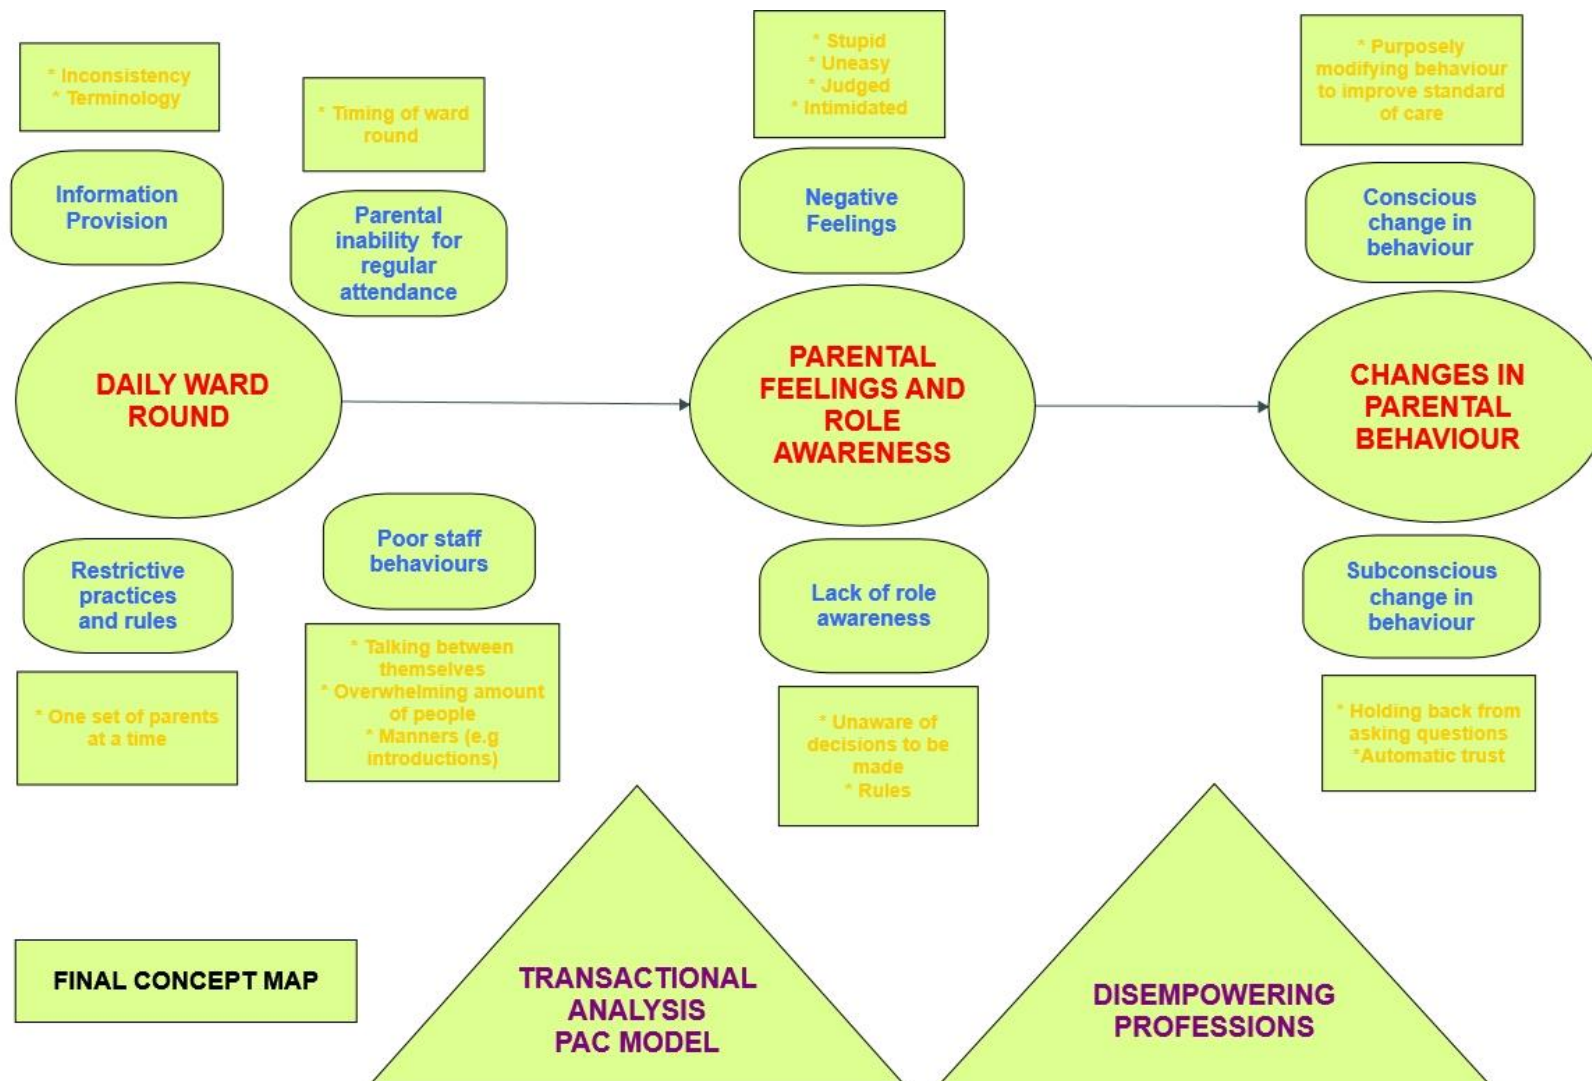 * Inconsistency
* Terminology
Information
Provision
* Timing of ward
round
Parental
inability for
regular
attendance
DAILY WARD
ROUND
Restrictive
practices
and rules
* One set of parents
at a time
Poor staff
behaviours
* Talking between
themselves
* Overwhelming amount
of people
* Manners (e.g
introductions)
* Stupid
* Uneasy
* Judged
* Intimidated
Negative
Feelings
PARENTAL
FEELINGS AND
ROLE
AWARENESS
Lack of role
awareness
* Unaware of
decisions to be
made
* Rules
* Purposely
modifying behaviour
to improve standard
of care
Conscious
change in
behaviour
CHANGES IN
PARENTAL
BEHAVIOUR
Subconscious
change in
behaviour
* Holding back from
asking questions
*Automatic trust
FINAL CONCEPT MAP
TRANSACTIONAL
ANALYSIS
PAC MODEL
DISEMPOWERING
PROFESSIONS